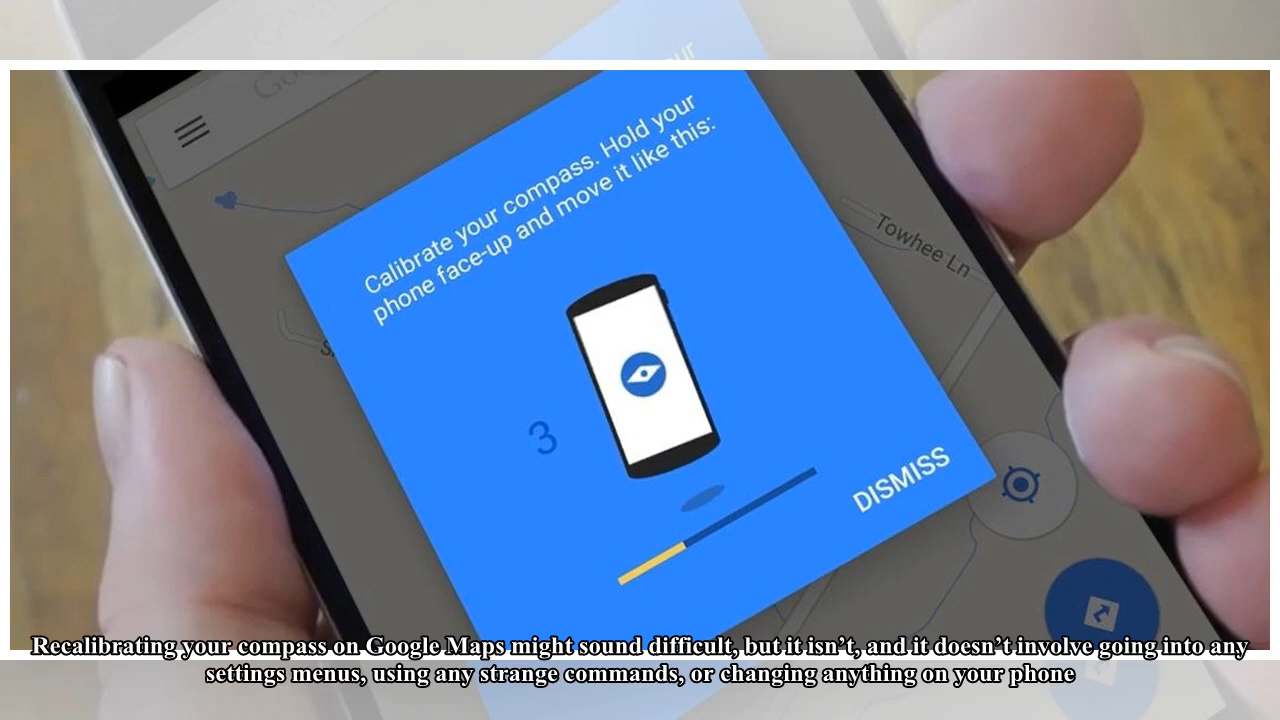 Calibrate your compass. Hold your
phone face-up and move it like this:
Towhee Ln
3
DISMISS
Recalibrating your compass on Google Maps might sound difficult, but it isn’t, and it doesn’t involve going into any
settings menus, using any strange commands, or changing anything on your phone